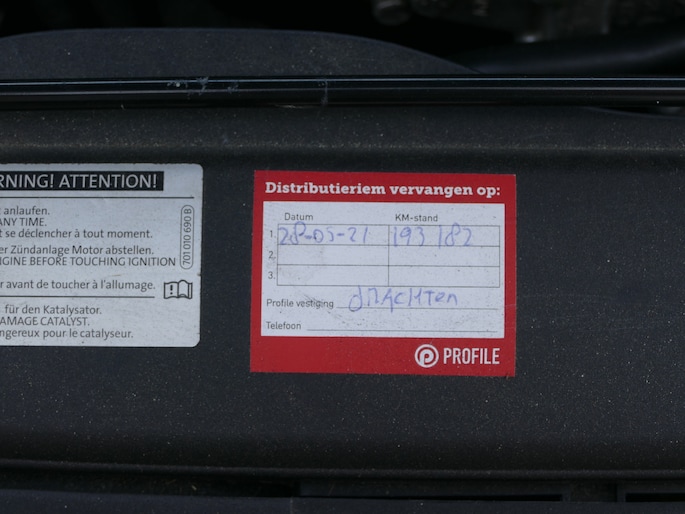 RNING! ATTENTION!
anlaufen.
ANY TIME.
t se déclencher à tout moment.
er Zündanlage Motor abstellen.
NGINE BEFORE TOUCHING IGNITION
r avant de toucher à l'allumage.
für den Katalysator.
AMAGE CATALYST.
ngereux pour le catalyseur.
701 010 690 B
Distributieriem vervangen op:
Datum KM-stand
1. 28-05-21 193 182
2.
3.
Profile vestiging dRACHTEn
Telefoon
PROFILE